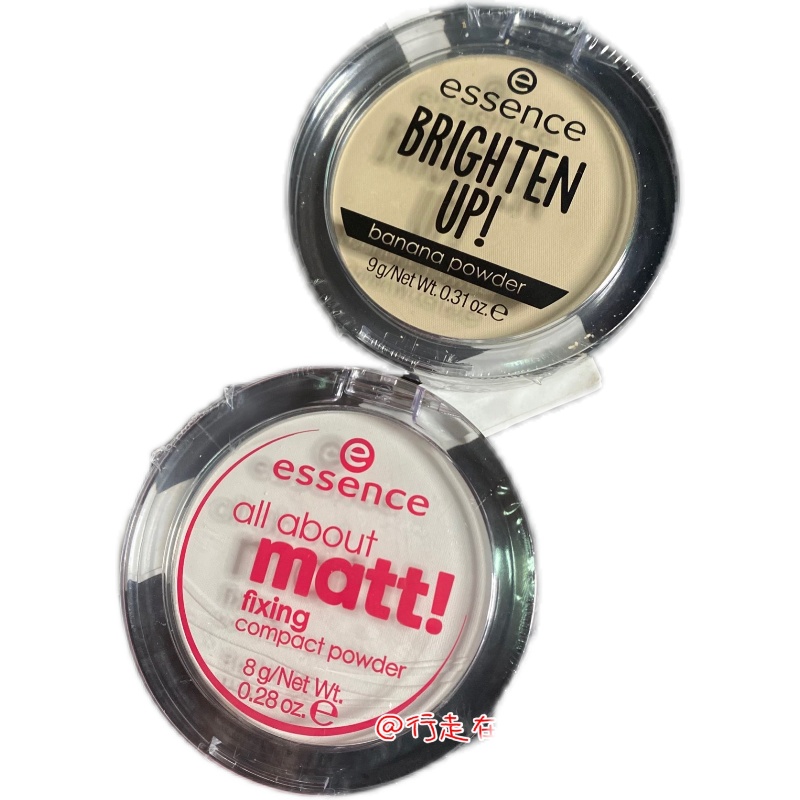 essence
BRIGHTEN
UP!
banana powder
9g/Net Wt. 0.31 oz. ℮
essence
all about
matt!
fixing
compact powder
8 g/Net Wt.
0.28 oz. ℮
@行走在